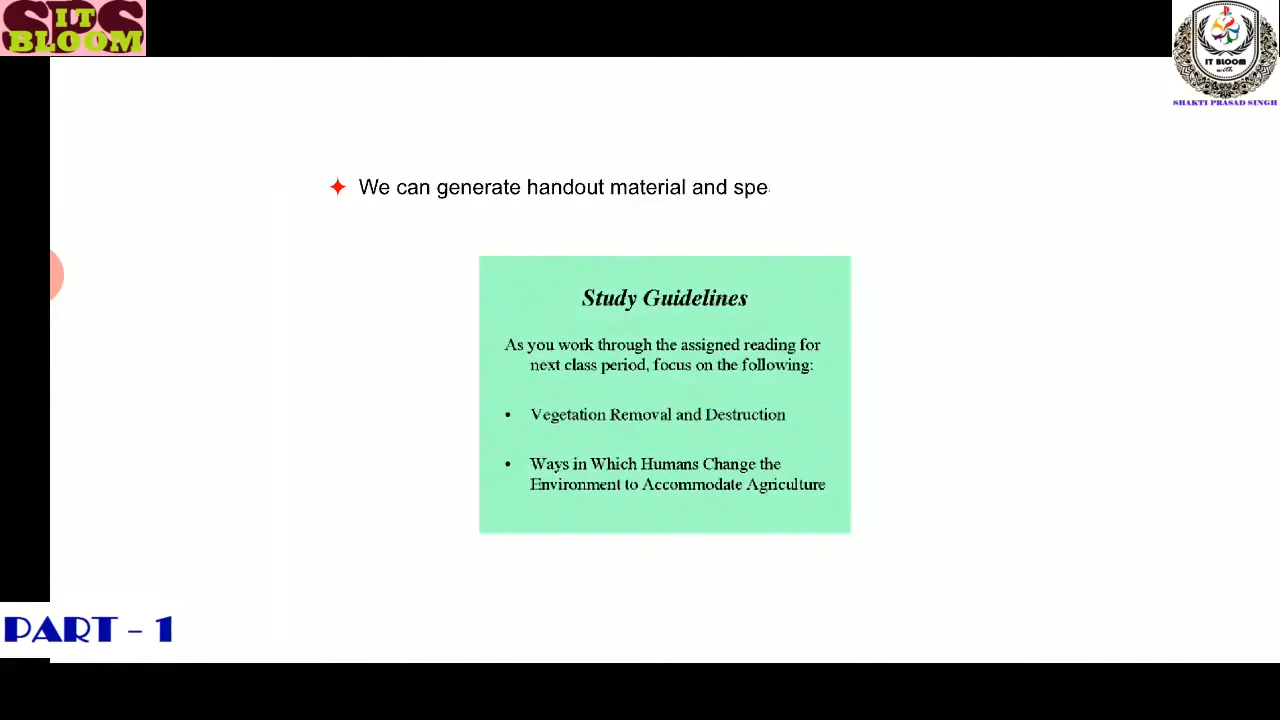 SPS
IT
BLOOM
IT BLOOM
with
SHAKTI PRASAD SINGH
We can generate handout material and spe
Study Guidelines
As you work through the assigned reading for
next class period, focus on the following:
• Vegetation Removal and Destruction
• Ways in Which Humans Change the
Environment to Accommodate Agriculture
PART - 1